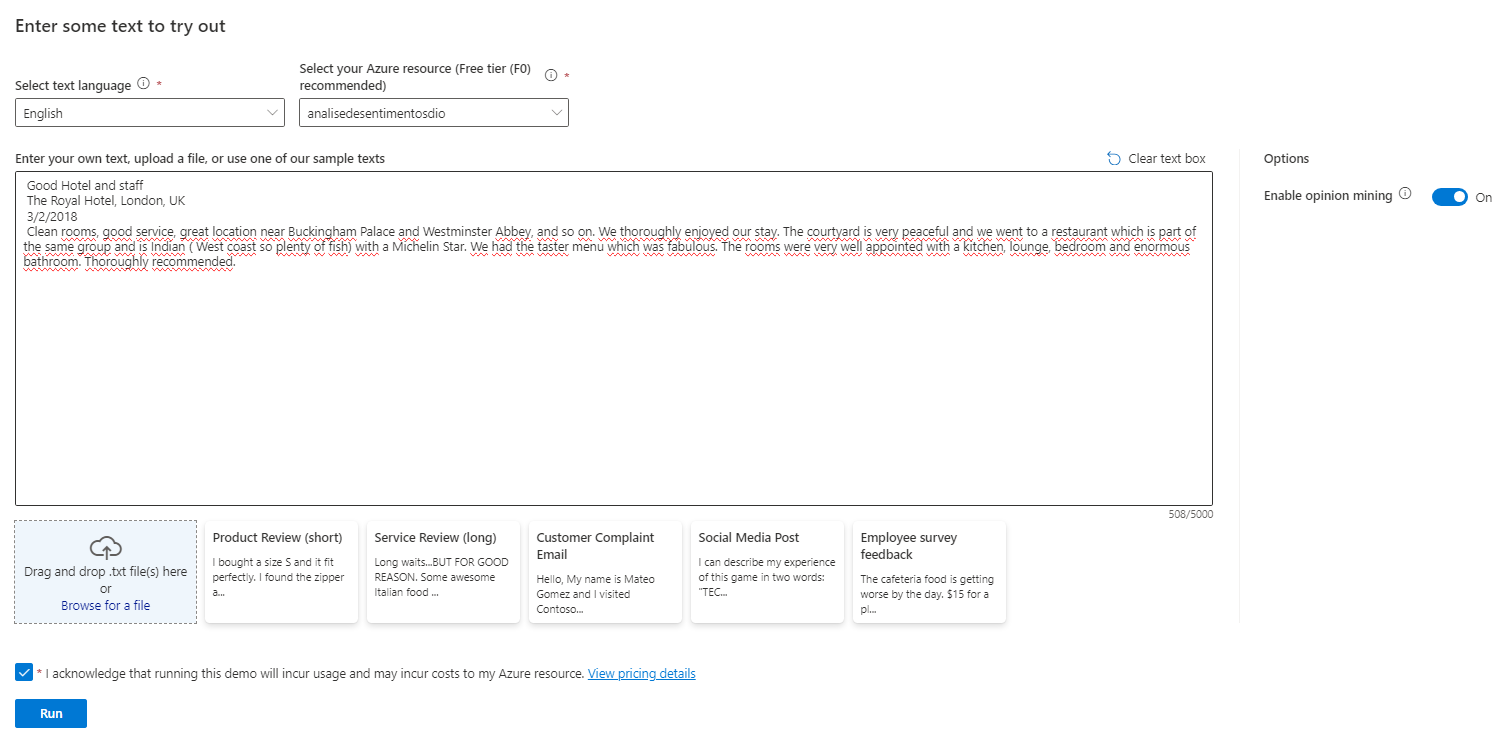 Enter some text to try out
Select text language *
Select your Azure resource (Free tier (F0)
recommended) *
English
analisedesentimentosdio
Enter your own text, upload a file, or use one of our sample texts
Clear text box
Options
Good Hotel and staff
The Royal Hotel, London, UK
3/2/2018
Clean rooms, good service, great location near Buckingham Palace and Westminster Abbey, and so on. We thoroughly enjoyed our stay. The courtyard is very peaceful and we went to a restaurant which is part of
the same group and is Indian ( West coast so plenty of fish) with a Michelin Star. We had the taster menu which was fabulous. The rooms were very well appointed with a kitchen, lounge, bedroom and enormous
bathroom. Thoroughly recommended.
Enable opinion mining
On
508/5000
Drag and drop .txt file(s) here
or
Browse for a file
Product Review (short)
I bought a size S and it fit
perfectly. I found the zipper
a...
Service Review (long)
Long waits...BUT FOR GOOD
REASON. Some awesome
Italian food ...
Customer Complaint
Email
Hello, My name is Mateo
Gomez and I visited
Contoso...
Social Media Post
I can describe my experience
of this game in two words:
"TEC...
Employee survey
feedback
The cafeteria food is getting
worse by the day. $15 for a
pl...
* I acknowledge that running this demo will incur usage and may incur costs to my Azure resource. View pricing details
Run